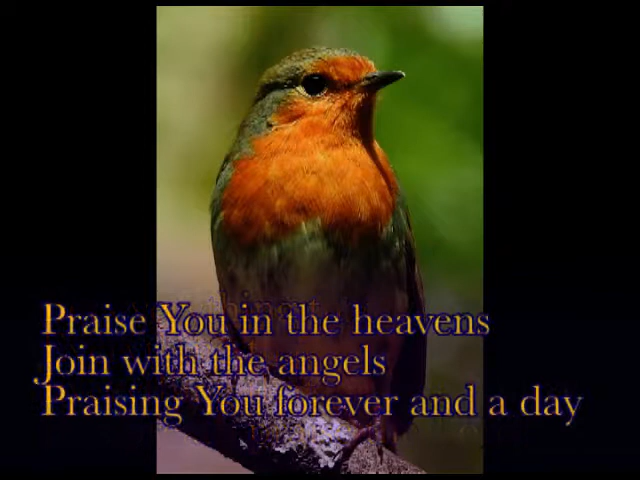 Praise You in the heavens
Join with the angels
Praising You forever and a day